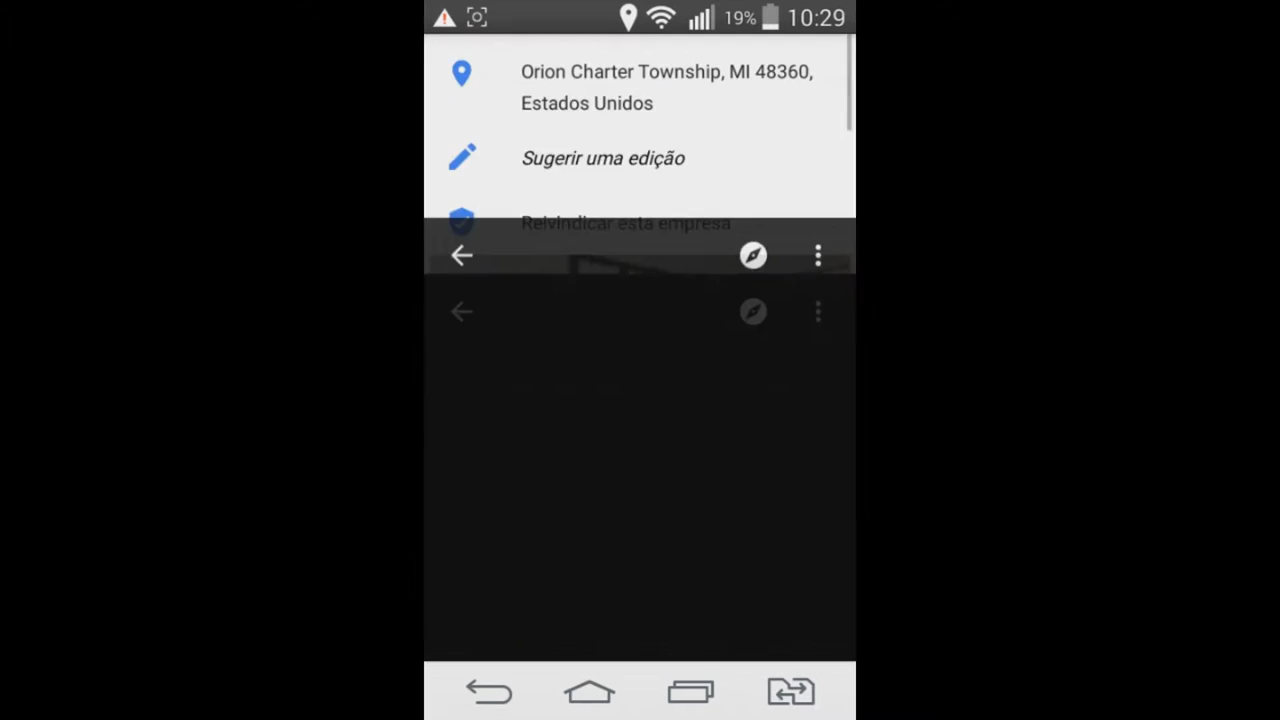 19% 10:29
Orion Charter Township, MI 48360,
Estados Unidos
Sugerir uma edição
Reivindicar esta empresa